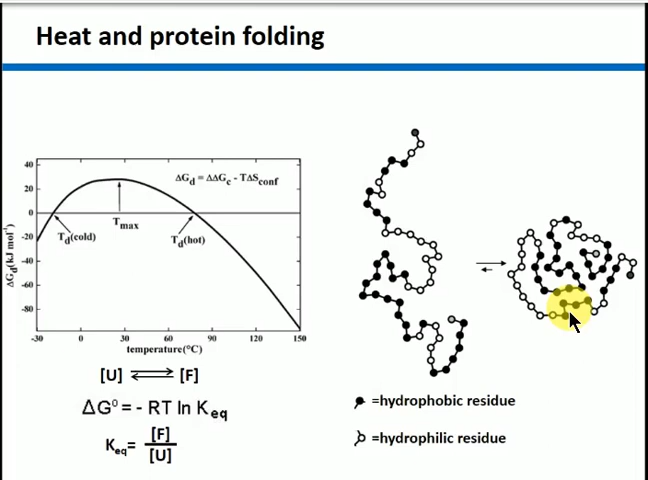 Heat and protein folding
40
20
0
-20
-40
-60
-80
ΔG_d(kJ mol⁻¹)
ΔG_d = ΔΔG_c - TΔS_conf
T_d(cold)
T_max
T_d(hot)
-30 0 30 60 90 120 150
temperature(°C)
[U] ⇌ [F]
ΔG⁰ = - RT ln K_eq
K_eq= [F]
[U]
=hydrophobic residue
=hydrophilic residue